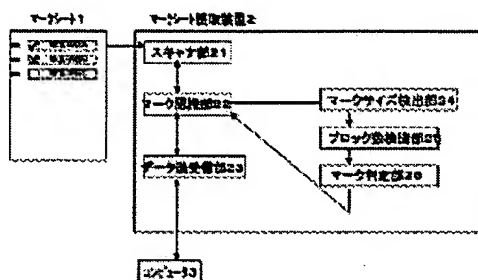 マークシート1
マークシート読取装置2
スキャナ部21
マーク認識部22
マークサイズ検出部24
ブロック数検出部25
データ送受信部23
マーク判定部26
コンピュータ3